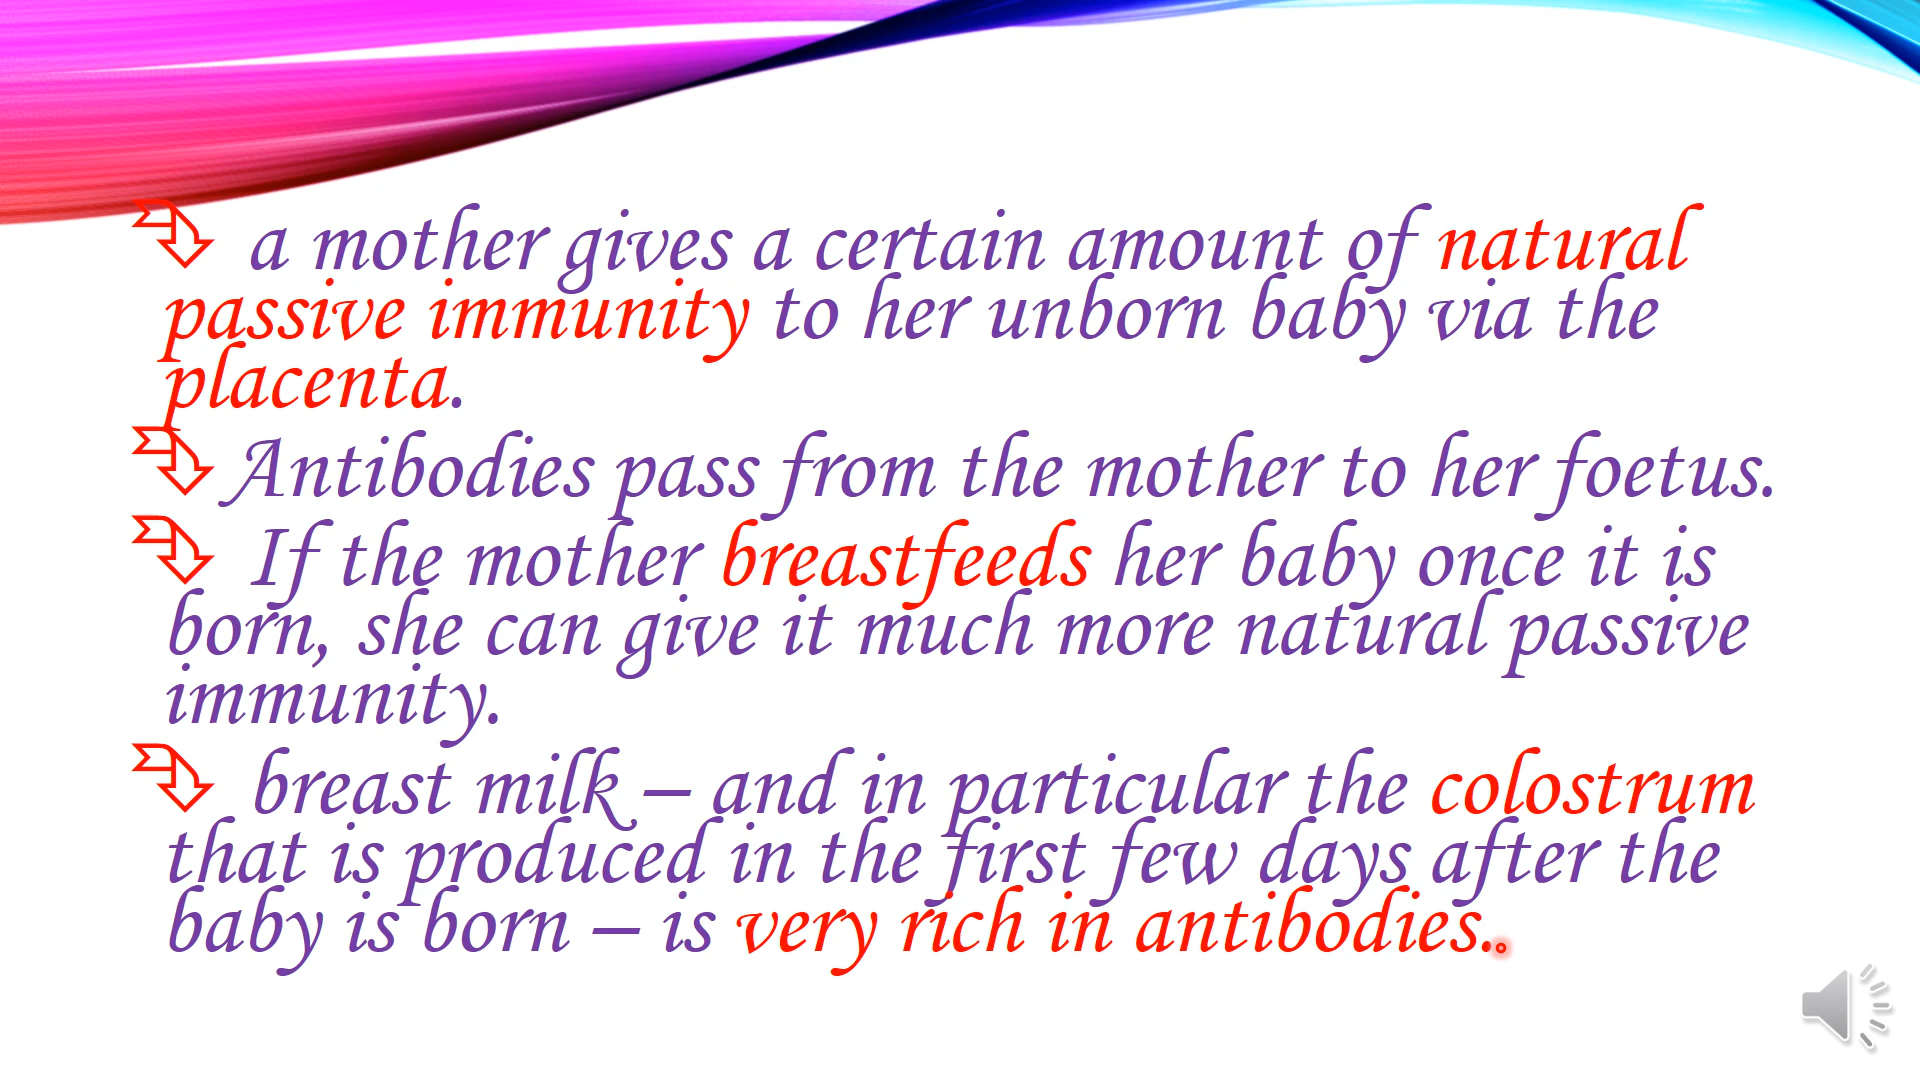 a mother gives a certain amount of natural
passive immunity to her unborn baby via the
placenta.
Antibodies pass from the mother to her foetus.
If the mother breastfeeds her baby once it is
born, she can give it much more natural passive
immunity.
breast milk – and in particular the colostrum
that is produced in the first few days after the
baby is born – is very rich in antibodies.